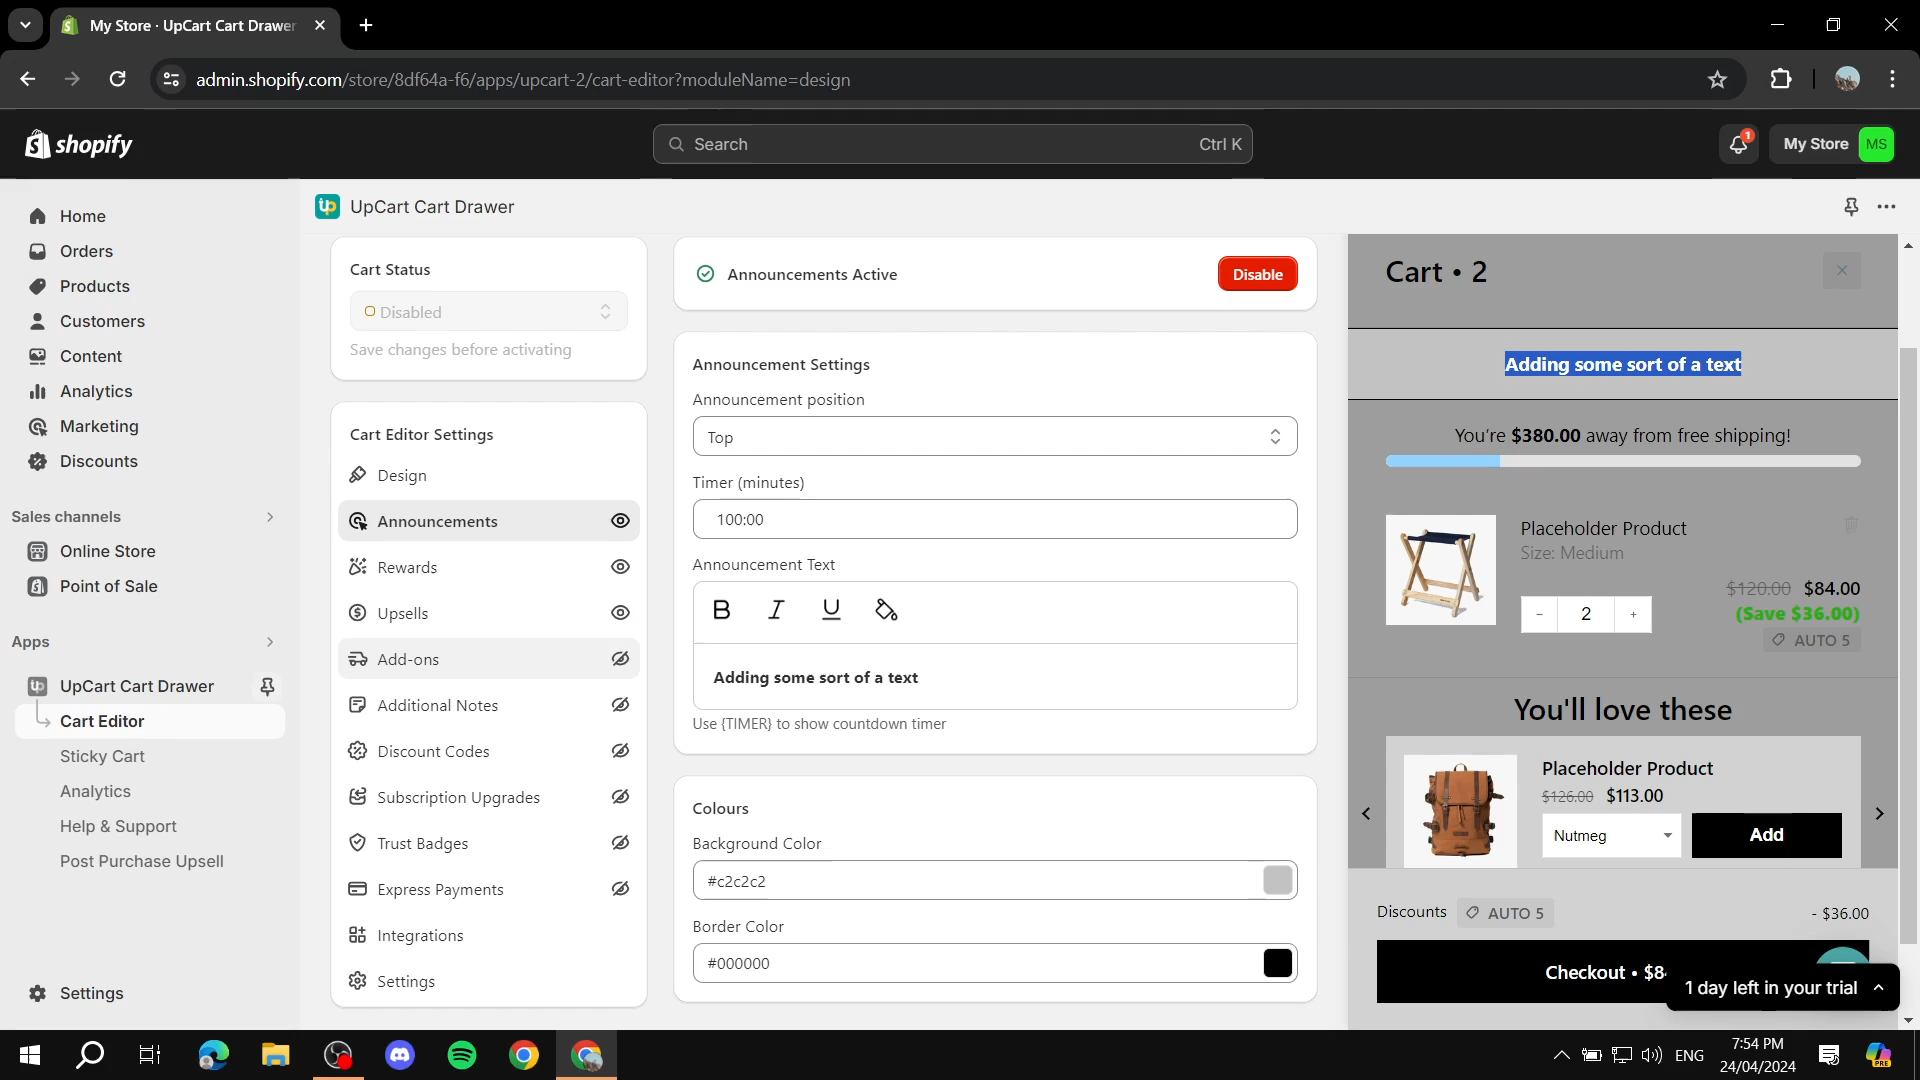 My Store · UpCart Cart Drawer
admin.shopify.com/store/8df64a-f6/apps/upcart-2/cart-editor?moduleName=design
shopify
Search
Ctrl K
1
My Store
MS
Home
Orders
Products
Customers
Content
Analytics
Marketing
Discounts
Sales channels
Online Store
Point of Sale
Apps
UpCart Cart Drawer
Cart Editor
Sticky Cart
Analytics
Help & Support
Post Purchase Upsell
Settings
up
UpCart Cart Drawer
Cart Status
Disabled
Save changes before activating
Cart Editor Settings
Design
Announcements
Rewards
Upsells
Add-ons
Additional Notes
Discount Codes
Subscription Upgrades
Trust Badges
Express Payments
Integrations
Settings
Announcements Active
Disable
Announcement Settings
Announcement position
Top
Timer (minutes)
100:00
Announcement Text
B I U
Adding some sort of a text
Use {TIMER} to show countdown timer
Colours
Background Color
#c2c2c2
Border Color
#000000
Cart • 2
Adding some sort of a text
You're $380.00 away from free shipping!
Placeholder Product
Size: Medium
$120.00 $84.00
(Save $36.00)
- 2 +
AUTO 5
You'll love these
Placeholder Product
$126.00 $113.00
Nutmeg
Add
Discounts
AUTO 5
- $36.00
Checkout • $8
1 day left in your trial
ENG
7:54 PM
24/04/2024
PRE